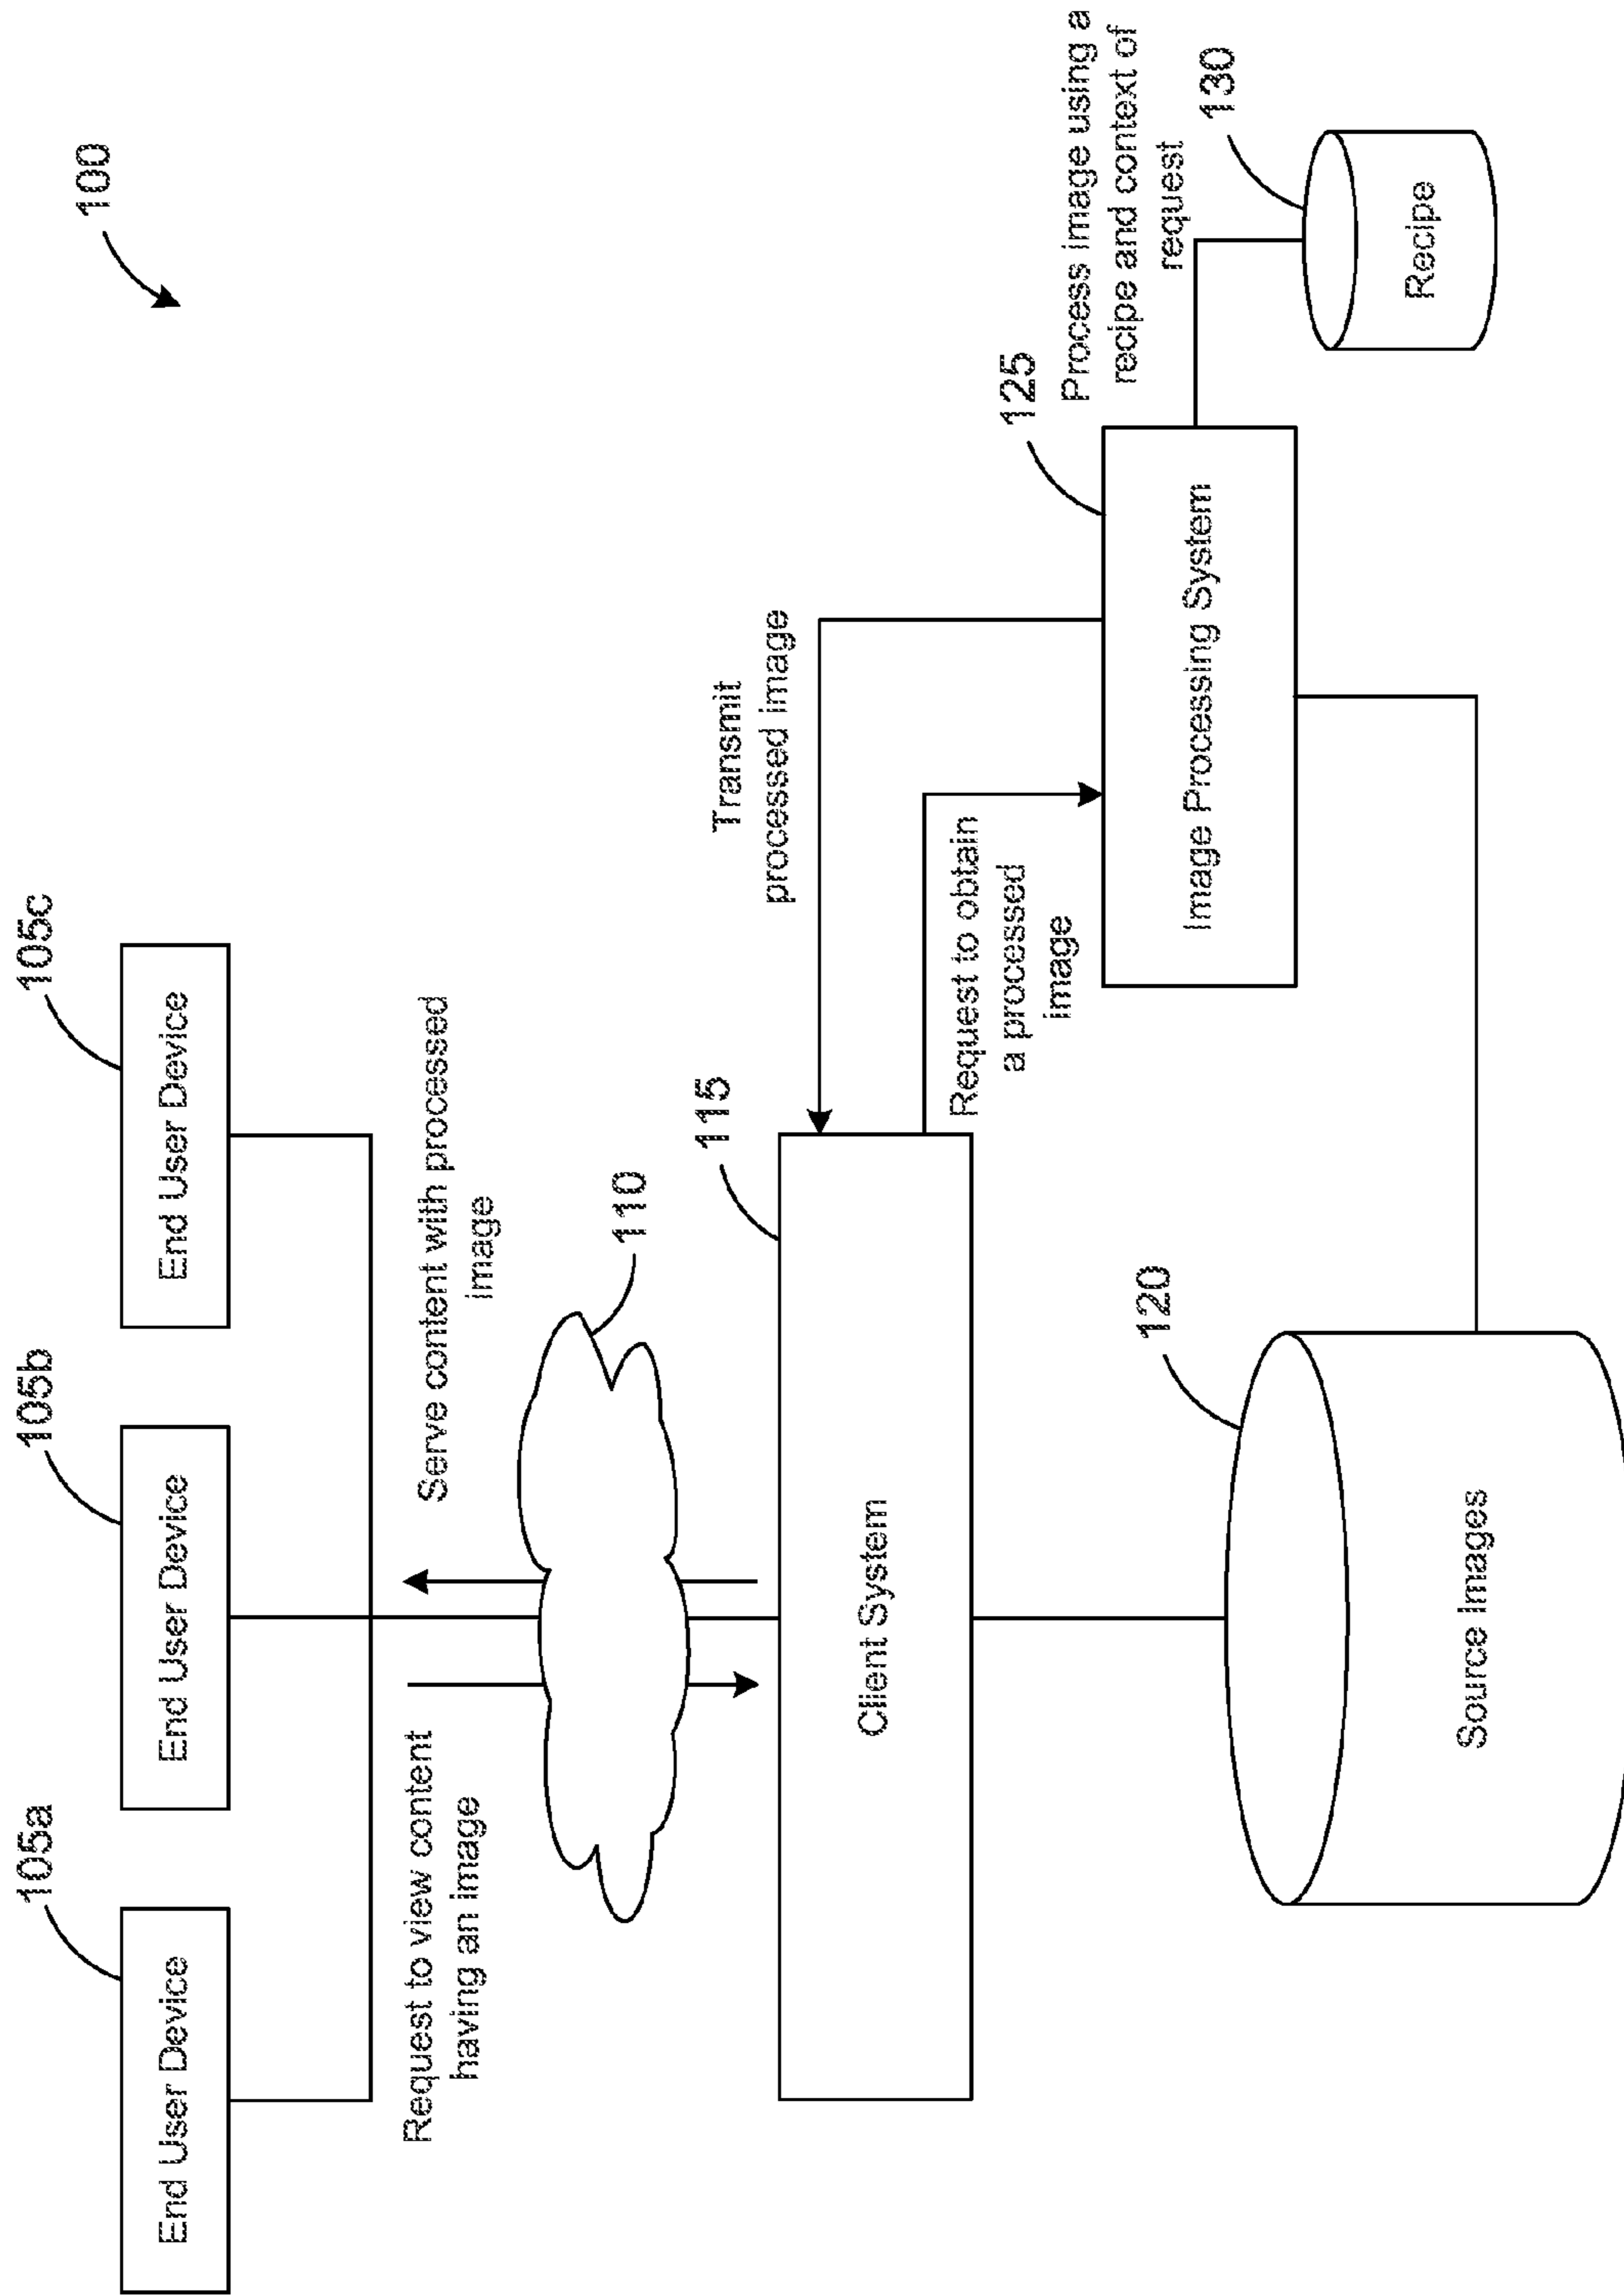 100
105a
105b
105c
End User Device
End User Device
End User Device
Request to view content
having an image
Serve content with processed
image
110
115
Client System
Transmit
processed image
Request to obtain
a processed
image
125
Process image using a
recipe and context of
request
Image Processing System
130
Recipe
120
Source Images